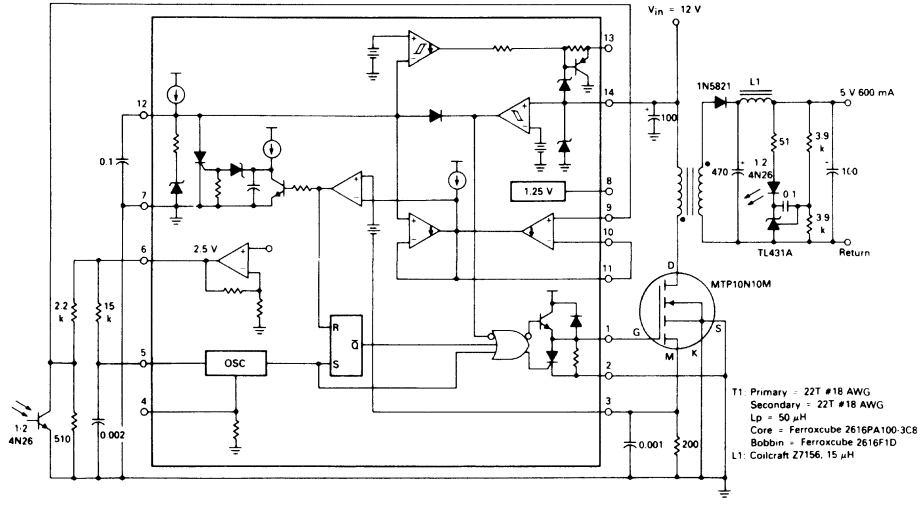 V in = 12 V
13
1N5821
L1
12
14
100
5 V 600 mA
51
3.9
k
0.1
470
1·2
4N26
0 1
3.9
k
100
7
8
1.25 V
9
10
TL431A
Return
6
2.5 V
11
D
MTP10N10M
2.2
k
15
k
R
Q
S
1
G
S
M
K
5
OSC
2
4
3
1·2
4N26
510
0 002
0.001
200
T1: Primary = 22T #18 AWG
Secondary = 22T #18 AWG
Lp = 50 μH
Core = Ferroxcube 2616PA100-3C8
Bobbin = Ferroxcube 2616F1D
L1: Coilcraft Z7156, 15 μH